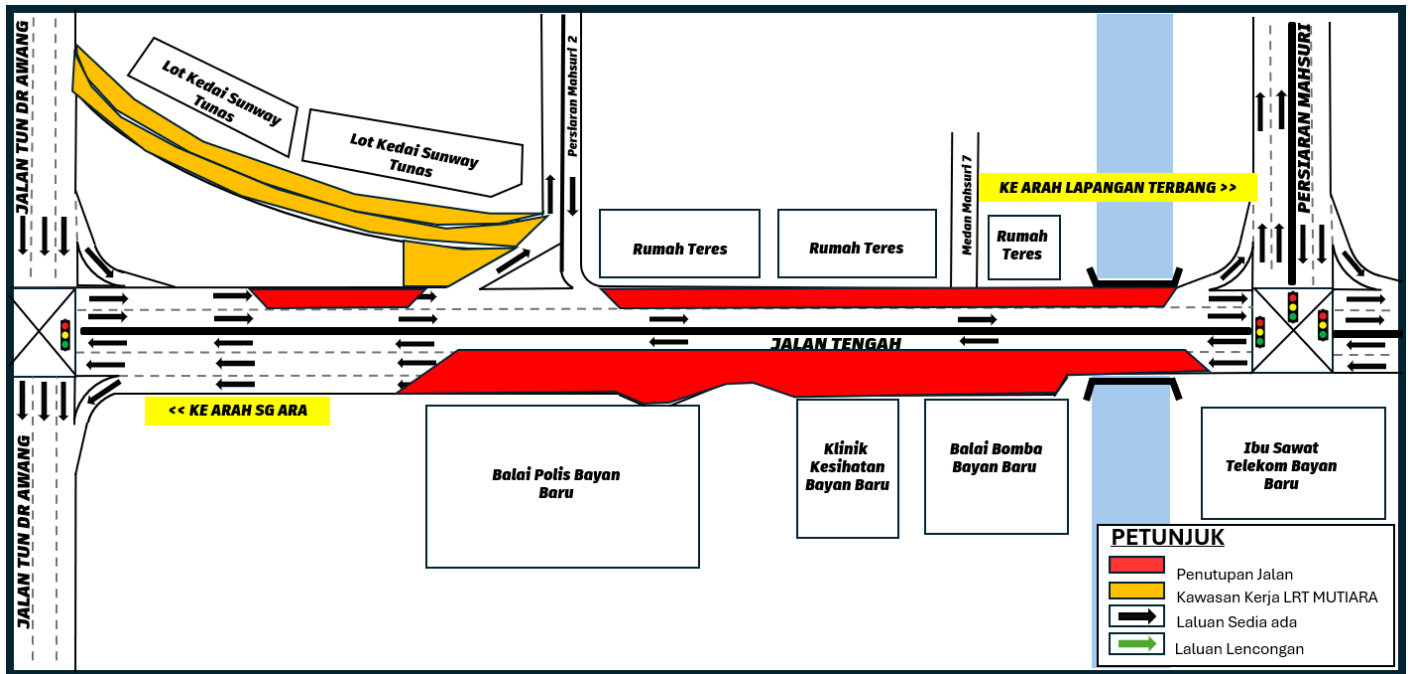 JALAN TUN DR AWANG
Lot Kedai Sunway
Tunas
Lot Kedai Sunway
Tunas
Persiaran Mahsuri 2
Medan Mahsuri 7
KE ARAH LAPANGAN TERBANG >>
PERSIARAN MAHSURI
Rumah Teres
Rumah Teres
Rumah
Teres
JALAN TENGAH
<< KE ARAH SG ARA
JALAN TUN DR AWANG
Balai Polis Bayan
Baru
Klinik
Kesihatan
Bayan Baru
Balai Bomba
Bayan Baru
Ibu Sawat
Telekom Bayan
Baru
PETUNJUK
Penutupan Jalan
Kawasan Kerja LRT MUTIARA
Laluan Sedia ada
Laluan Lencongan